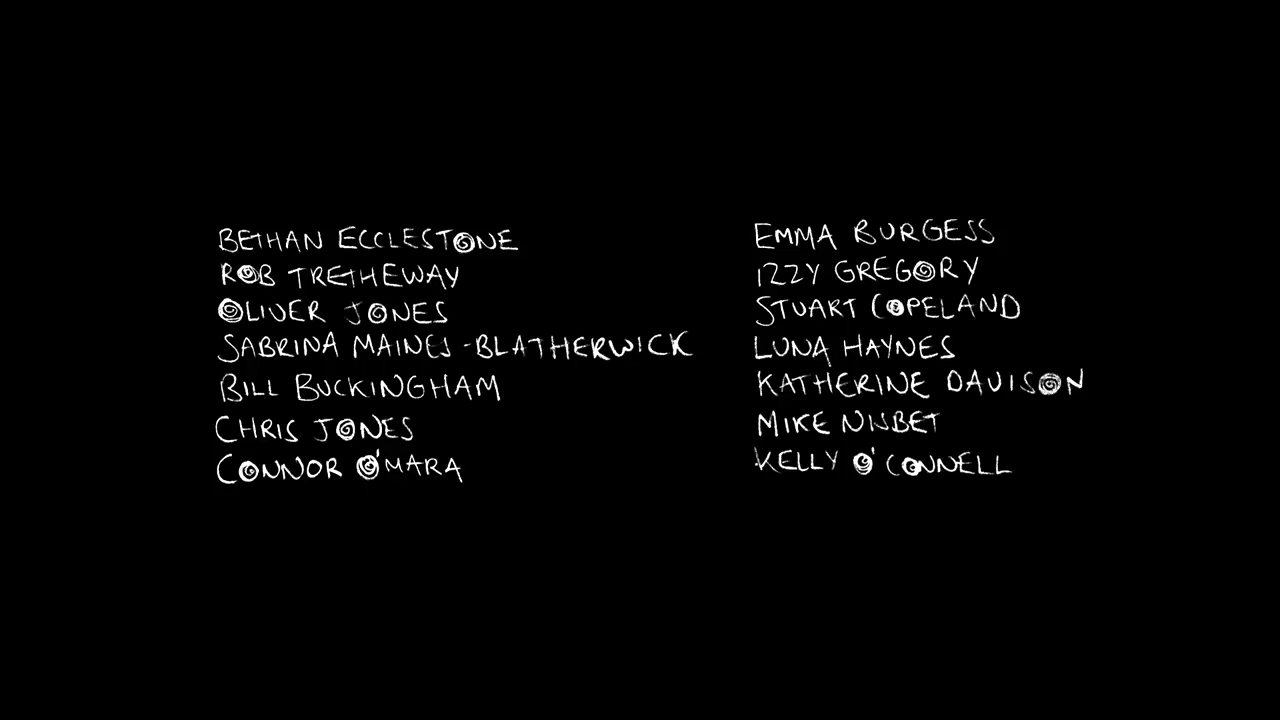 BETHAN ECCLESTONE
ROB TRETHEWAY
OLIVER JONES
SABRINA MAINES-BLATHERWICK
BILL BUCKINGHAM
CHRIS JONES
CONNOR O'MARA
EMMA BURGESS
IZZY GREGORY
STUART COPELAND
LUNA HAYNES
KATHERINE DAVISON
MIKE NISBET
KELLY O'CONNELL